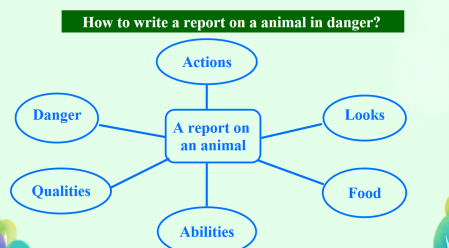 How to write a report on a animal in danger?
Actions
Danger
Looks
A report on
an animal
Qualities
Food
Abilities